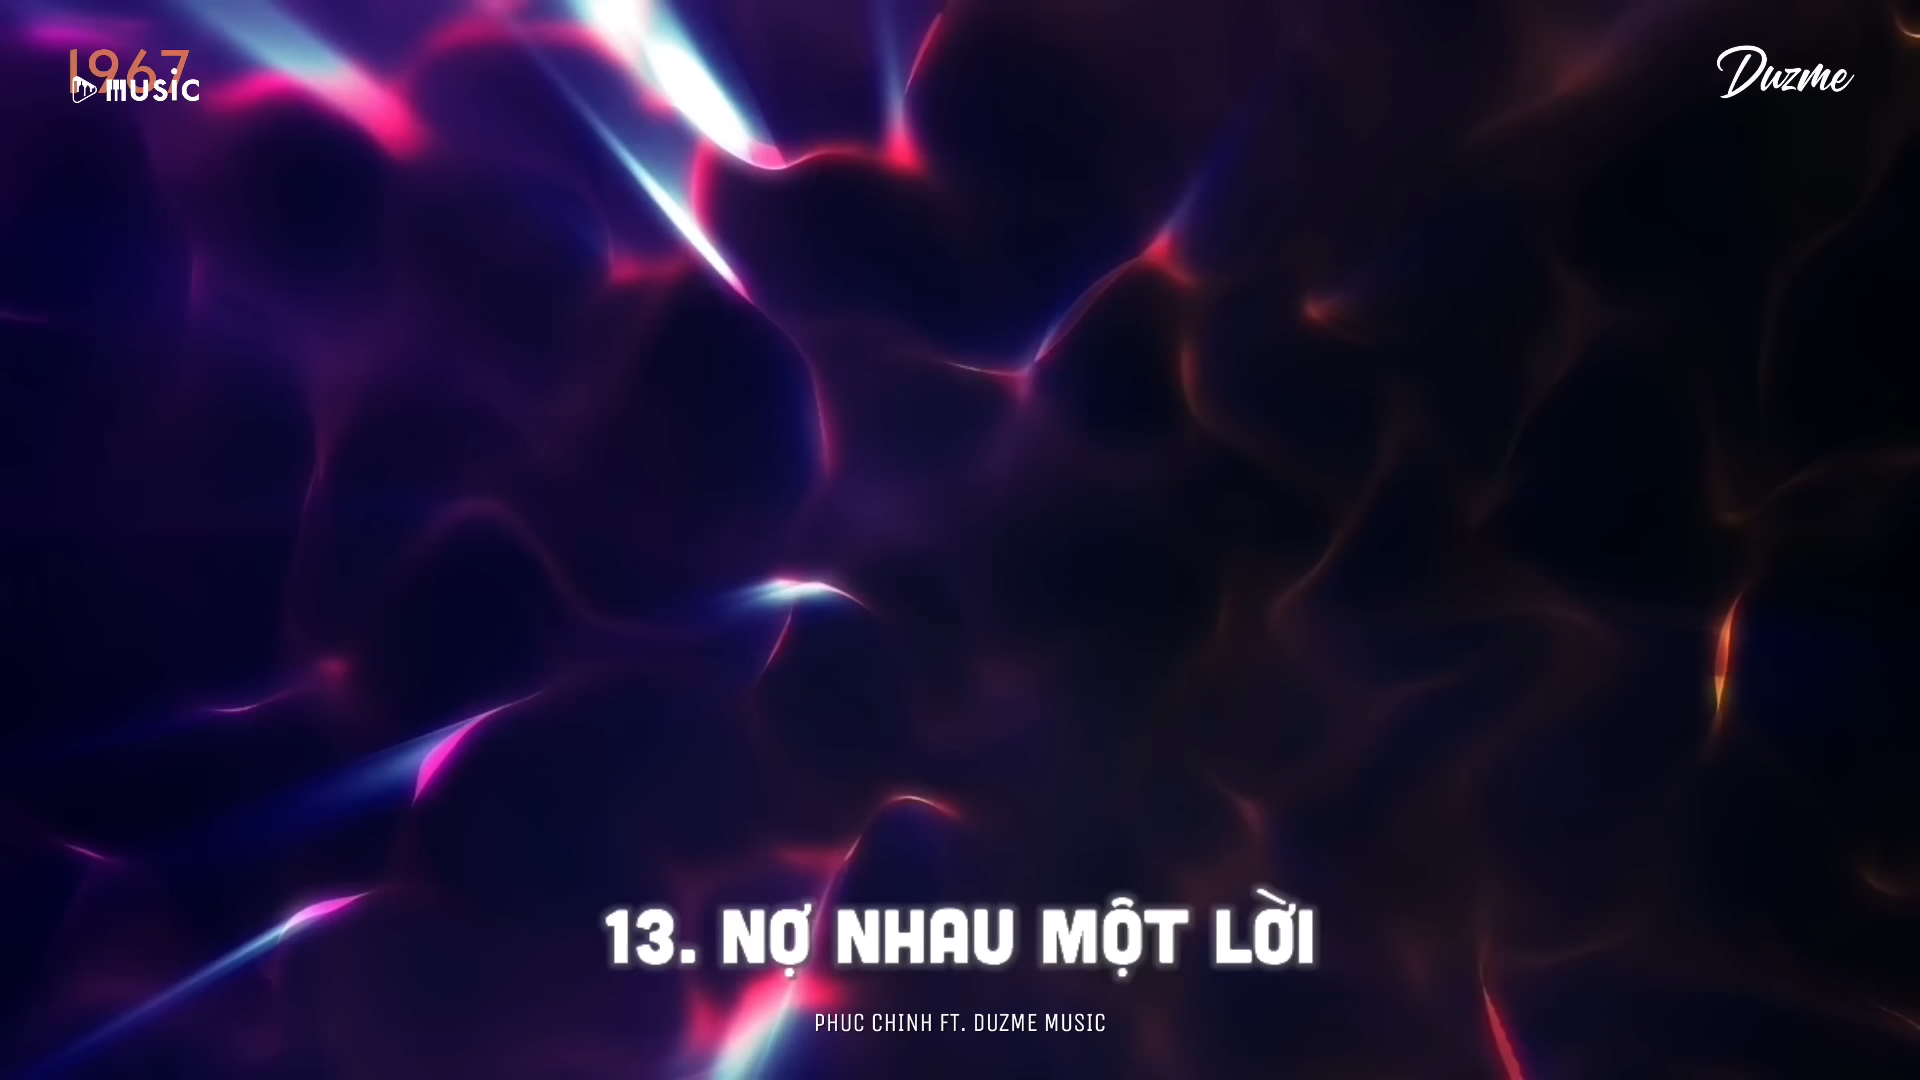 1967
music
Duzme
13. NỢ NHAU MỘT LỜI
PHUC CHINH FT. DUZME MUSIC